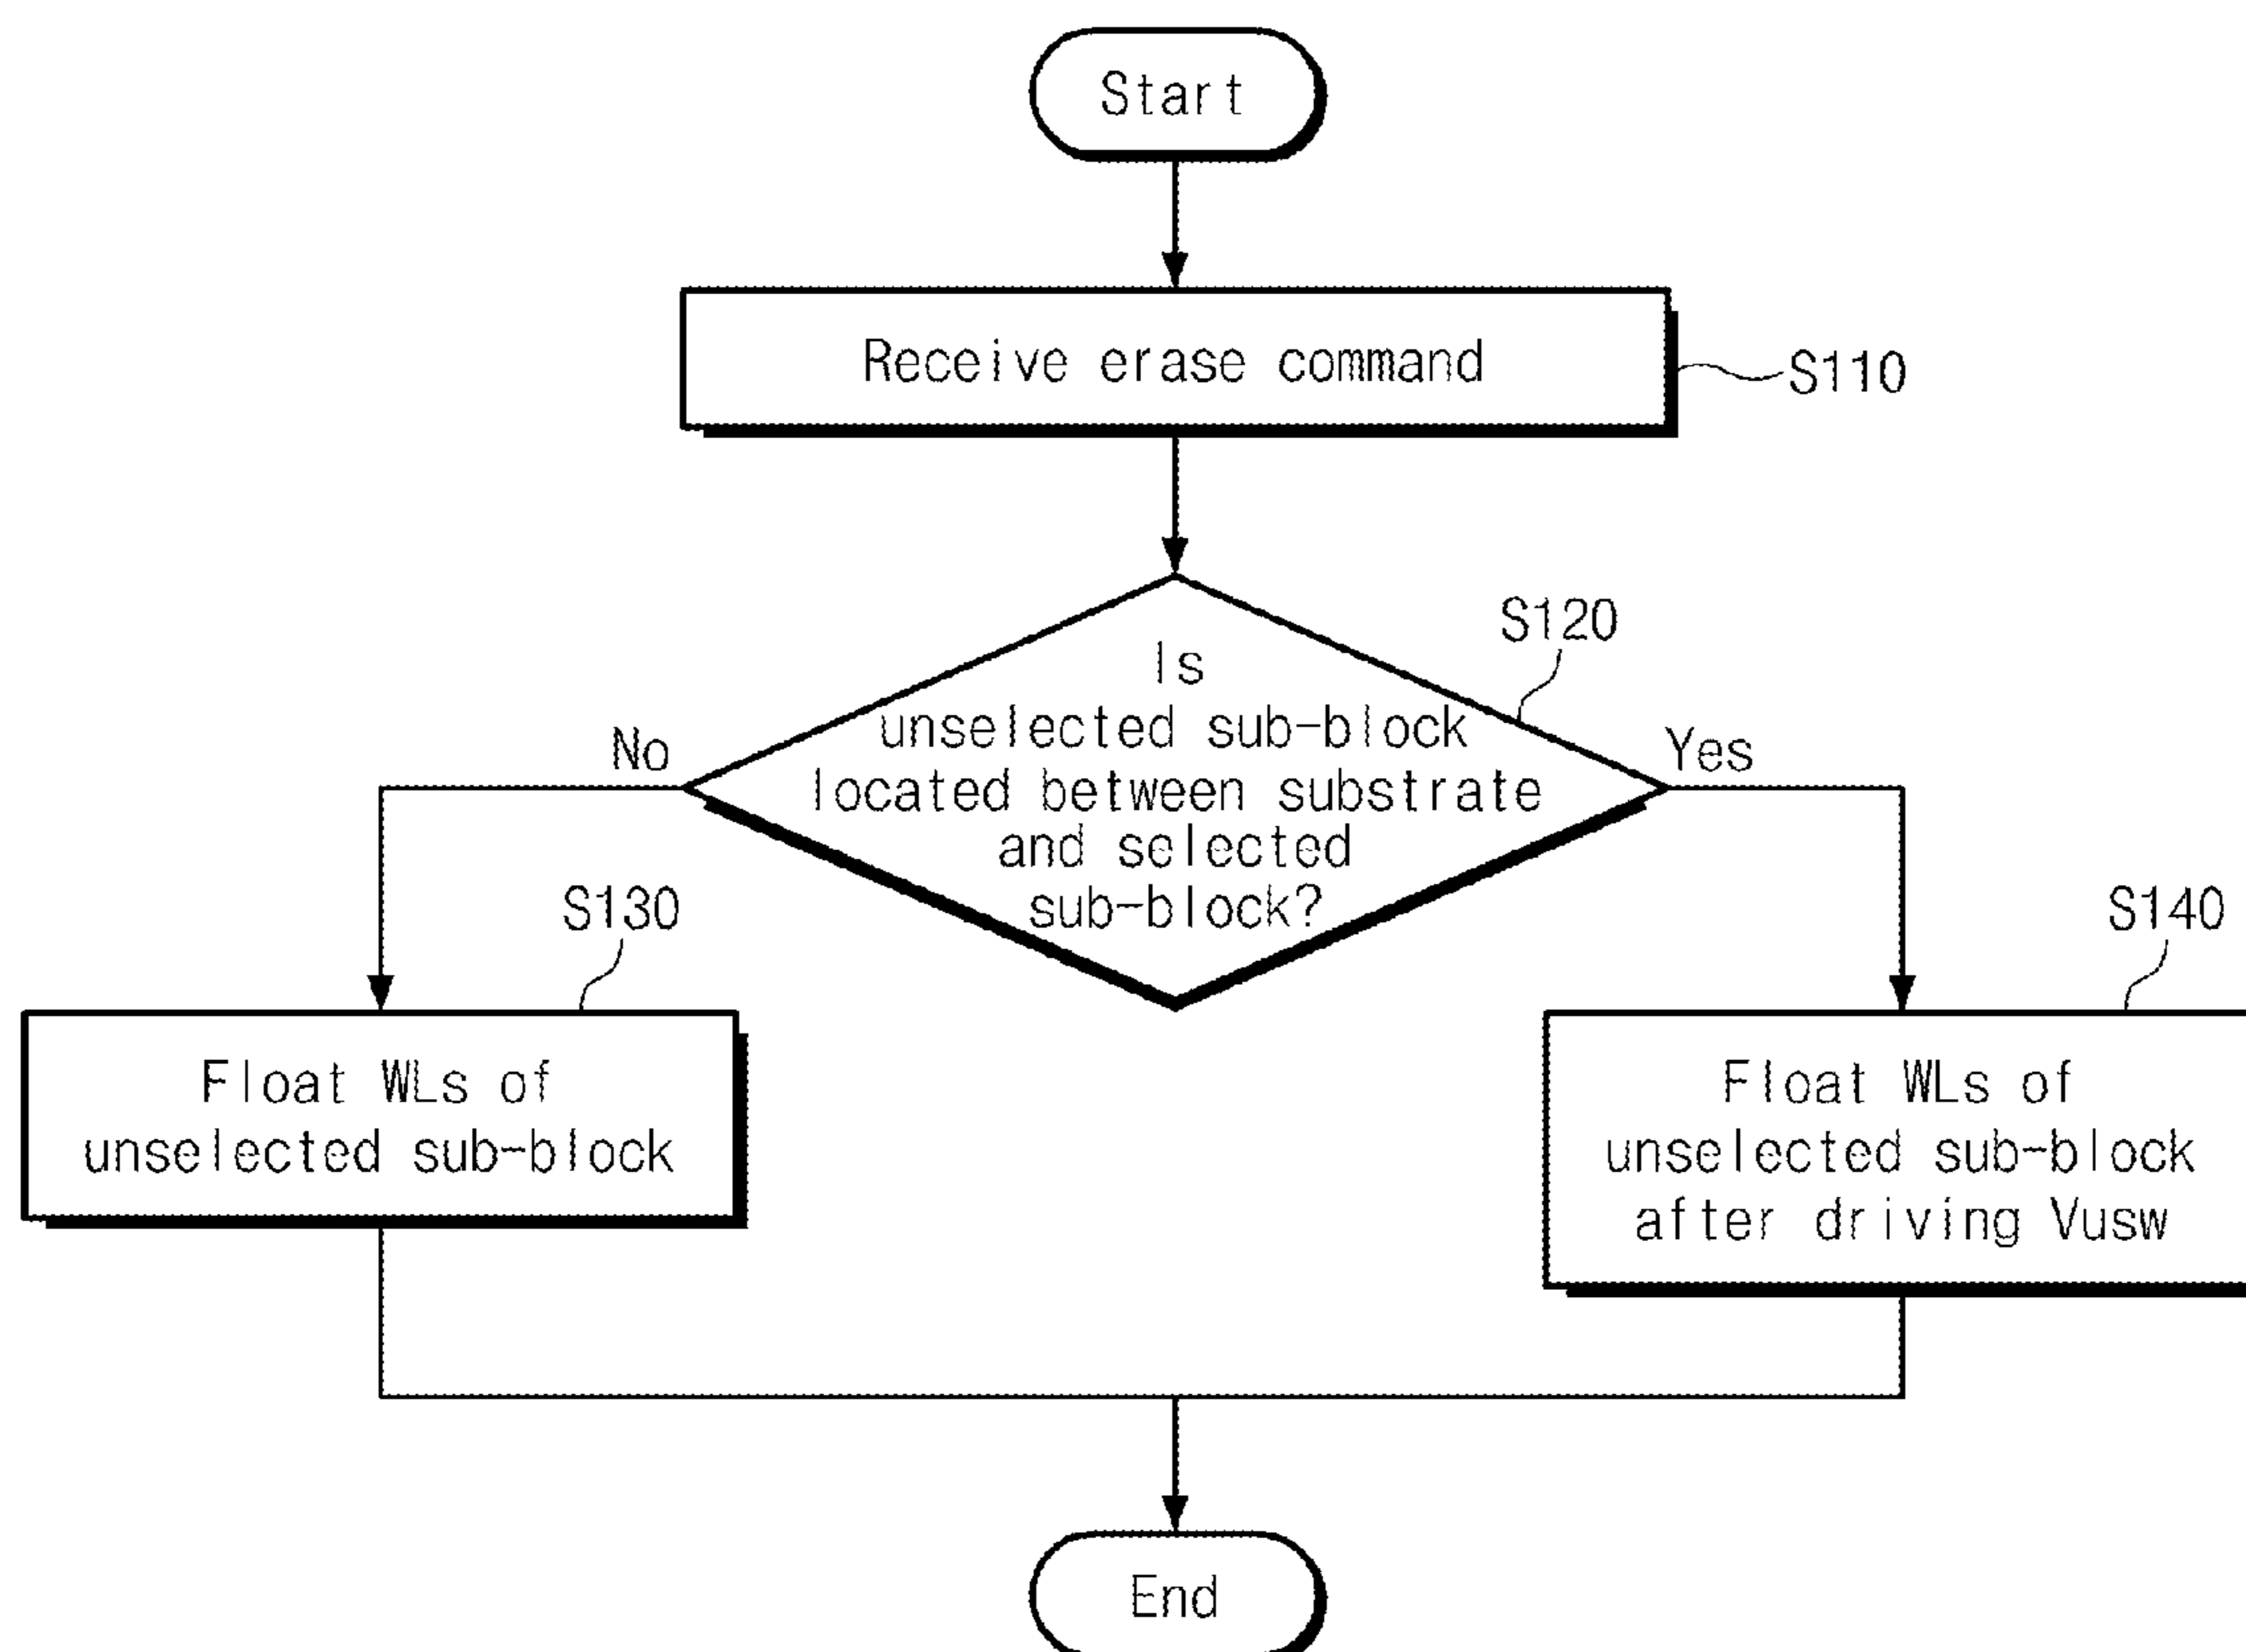 Start
Receive erase command
S110
S120
Is
unselected sub-block
located between substrate
and selected
sub-block?
No
Yes
S130
S140
Float WLs of
unselected sub-block
Float WLs of
unselected sub-block
after driving Vusw
End